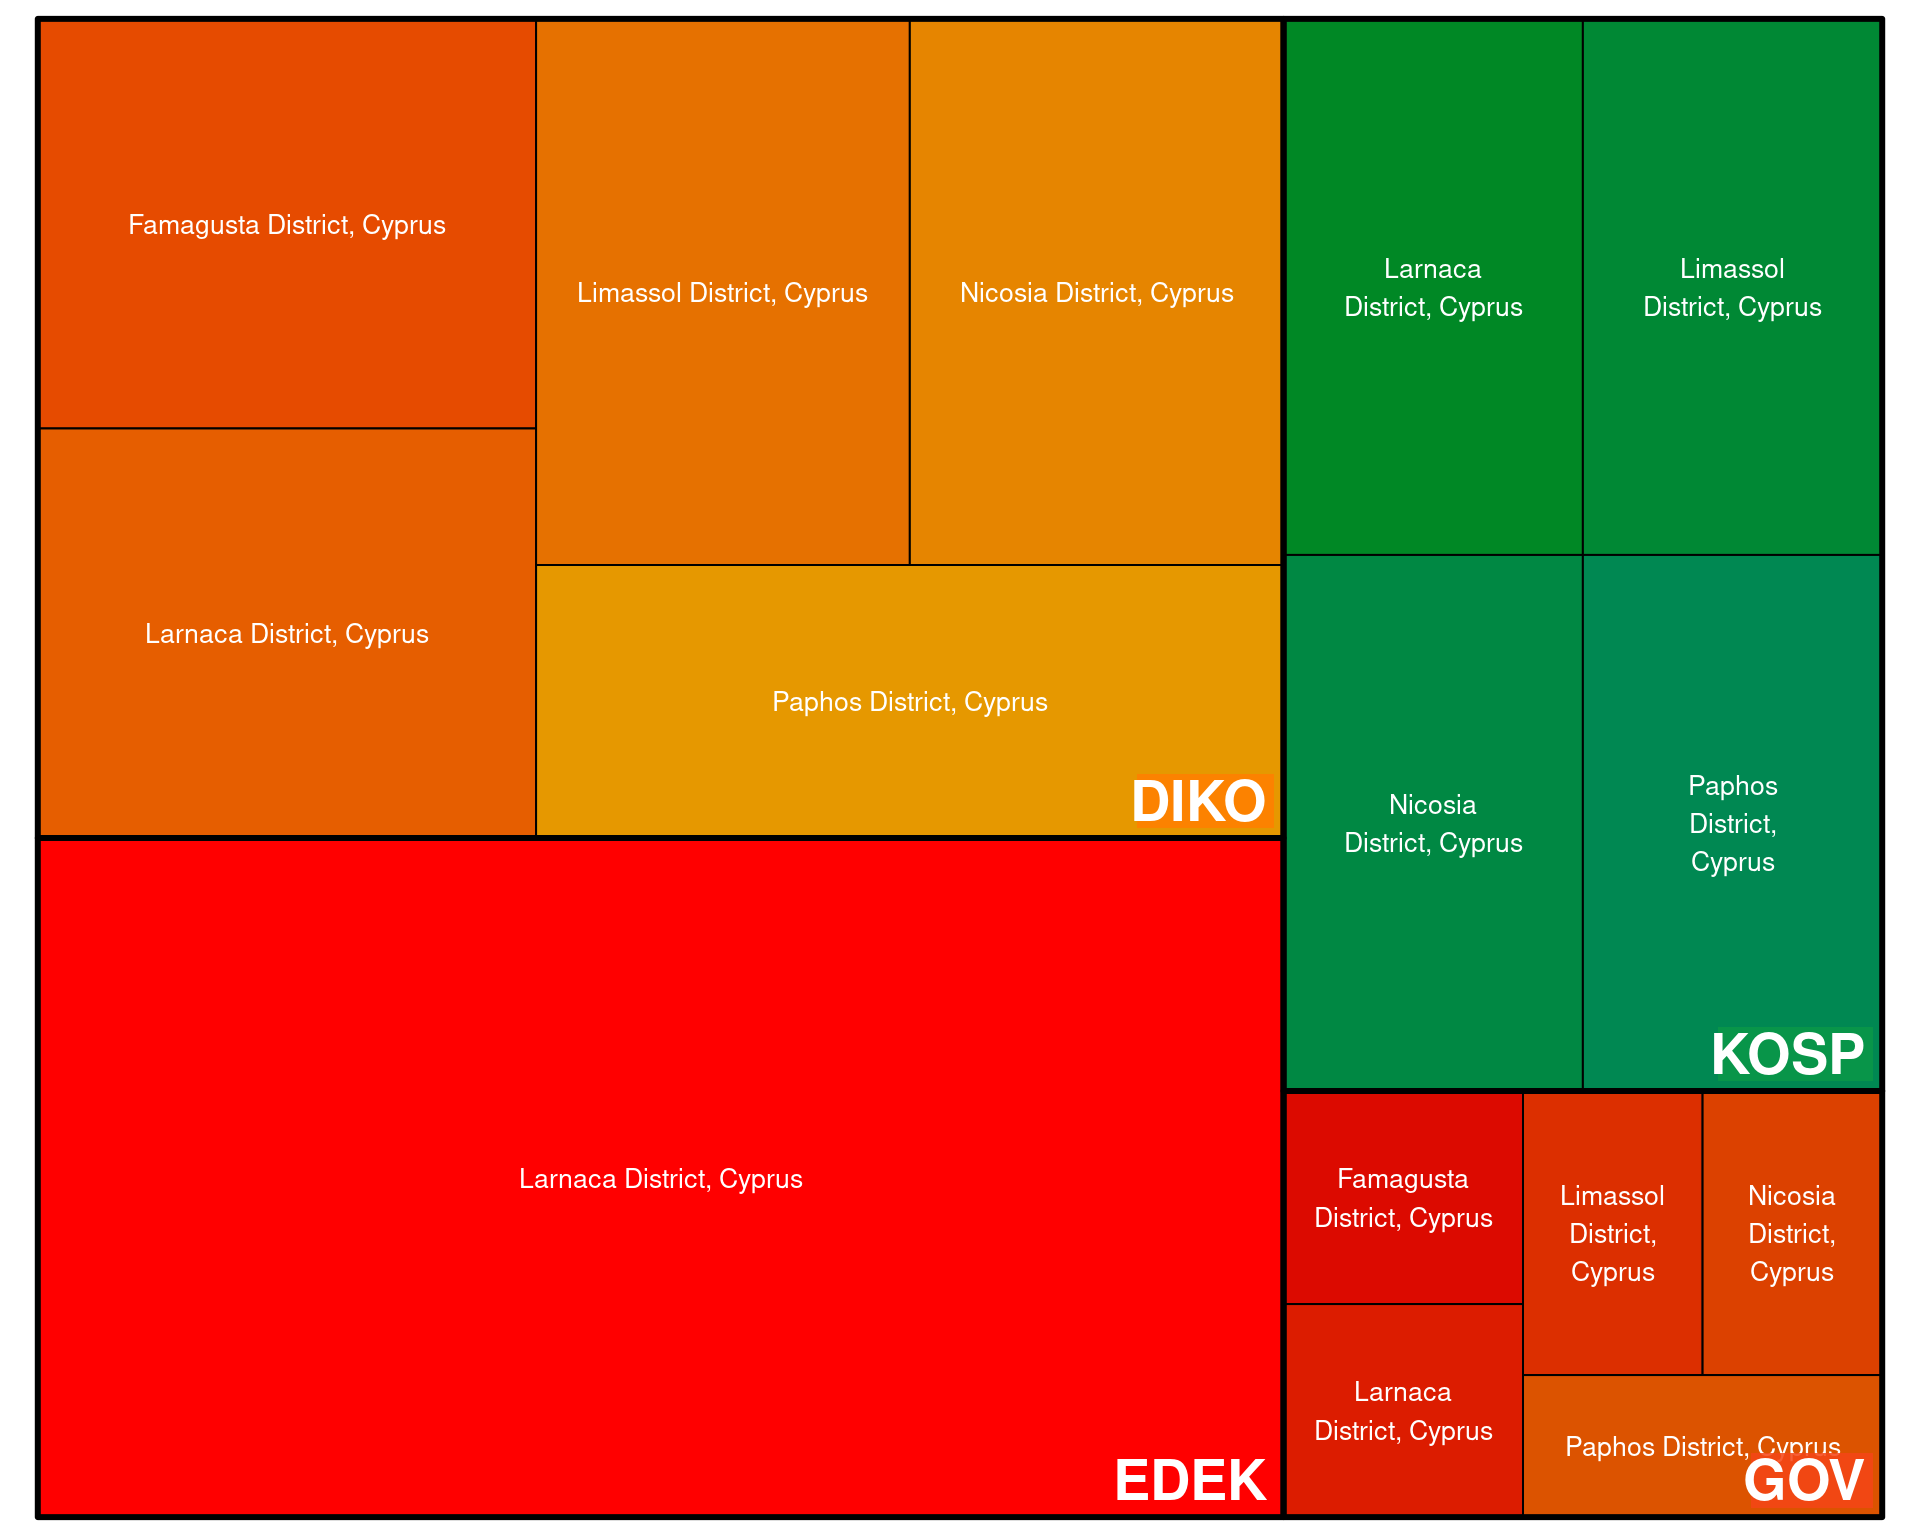 Famagusta District, Cyprus
Larnaca District, Cyprus
Limassol District, Cyprus
Nicosia District, Cyprus
Paphos District, Cyprus
DIKO
Larnaca District, Cyprus
EDEK
Larnaca
District, Cyprus
Limassol
District, Cyprus
Nicosia
District, Cyprus
Paphos
District,
Cyprus
KOSP
Famagusta
District, Cyprus
Larnaca
District, Cyprus
Limassol
District,
Cyprus
Nicosia
District,
Cyprus
Paphos District, Cyprus
GOV